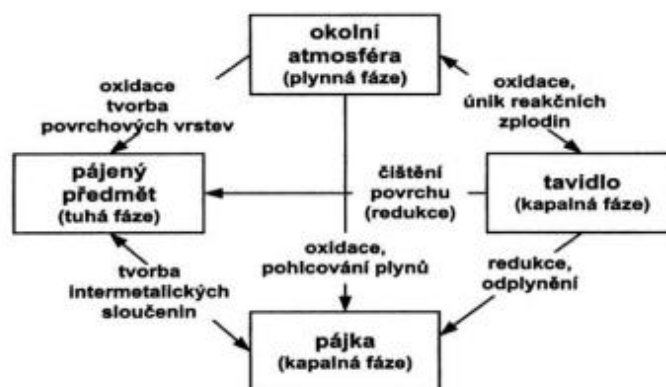 okolní
atmosféra
(plynná fáze)
oxidace
tvorba
povrchových vrstev
oxidace,
únik reakčních
zplodin
pájený
předmět
(tuhá fáze)
čištění
povrchu
(redukce)
tavidlo
(kapalná fáze)
tvorba
intermetalických
sloučenin
oxidace,
pohlcování plynů
redukce,
odplynění
pájka
(kapalná fáze)